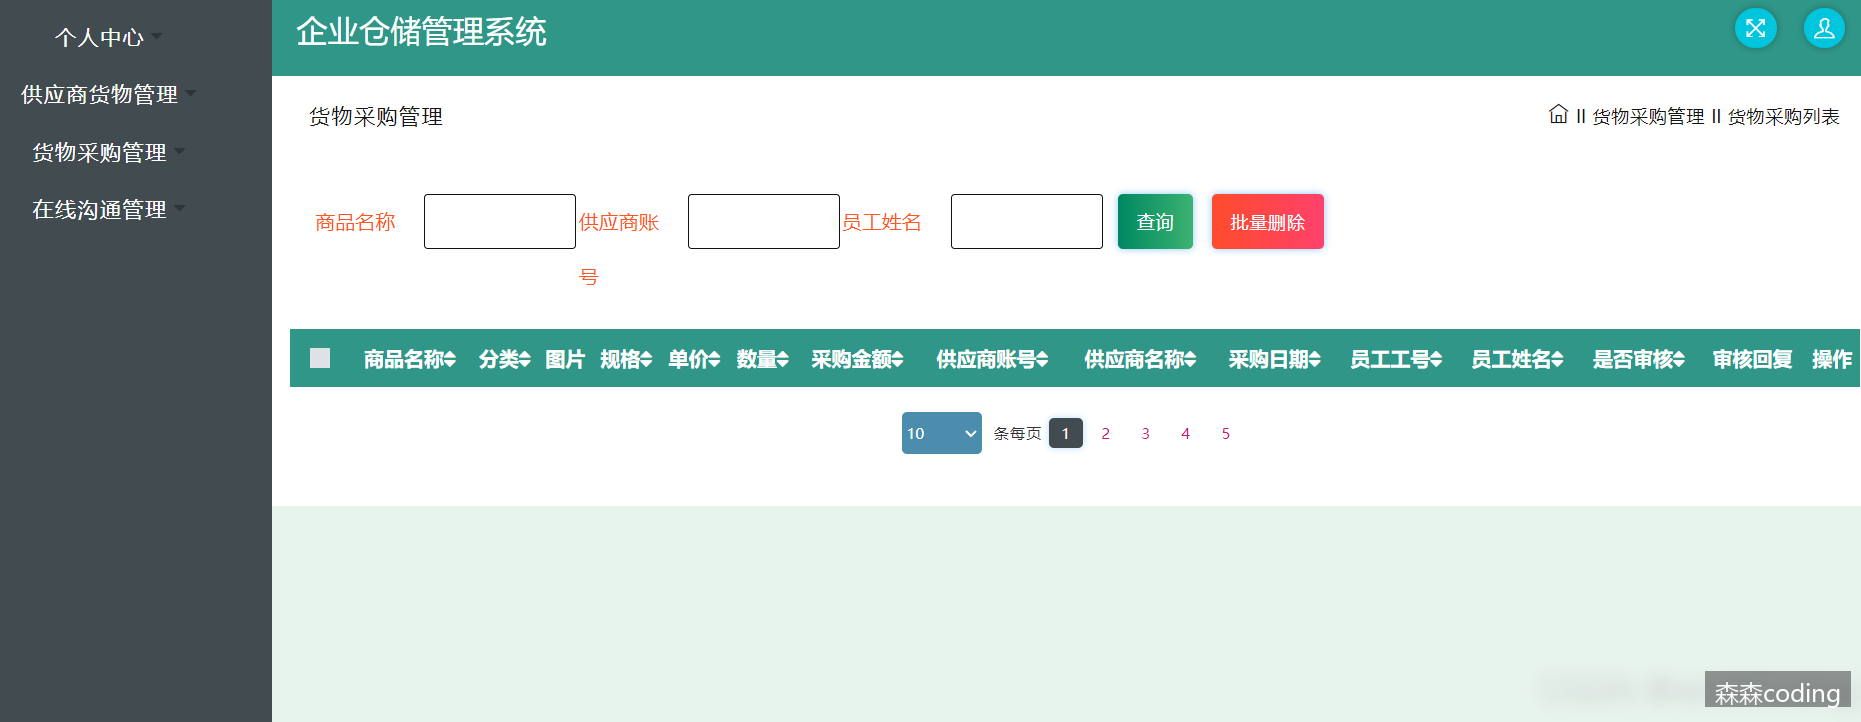 个人中心
供应商货物管理
货物采购管理
在线沟通管理
企业仓储管理系统
货物采购管理
II 货物采购管理 II 货物采购列表
商品名称
供应商账号
员工姓名
查询
批量删除
商品名称 分类 图片 规格 单价 数量 采购金额 供应商账号 供应商名称 采购日期 员工工号 员工姓名 是否审核 审核回复 操作
10 条每页 1 2 3 4 5
森森coding